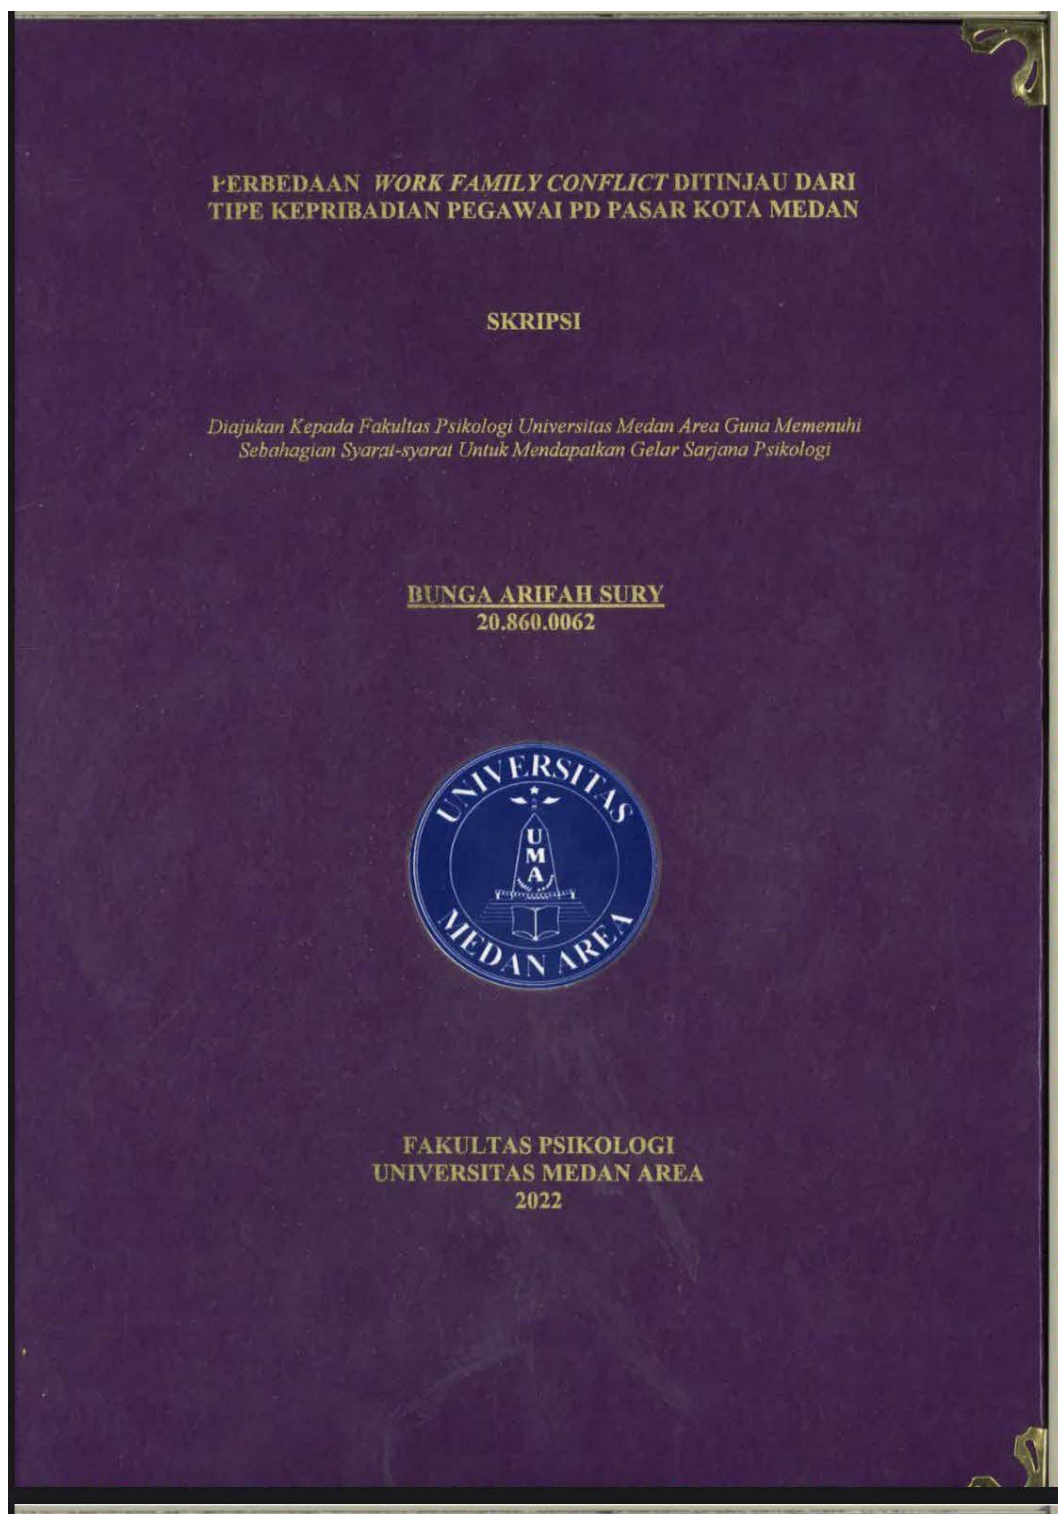 PERBEDAAN WORK FAMILY CONFLICT DITINJAU DARI
TIPE KEPRIBADIAN PEGAWAI PD PASAR KOTA MEDAN
SKRIPSI
Diajukan Kepada Fakultas Psikologi Universitas Medan Area Guna Memenuhi
Sebahagian Syarat-syarat Untuk Mendapatkan Gelar Sarjana Psikologi
BUNGA ARIFAH SURY
20.860.0062
UNIVERSITAS
UMA
MEDAN AREA
FAKULTAS PSIKOLOGI
UNIVERSITAS MEDAN AREA
2022